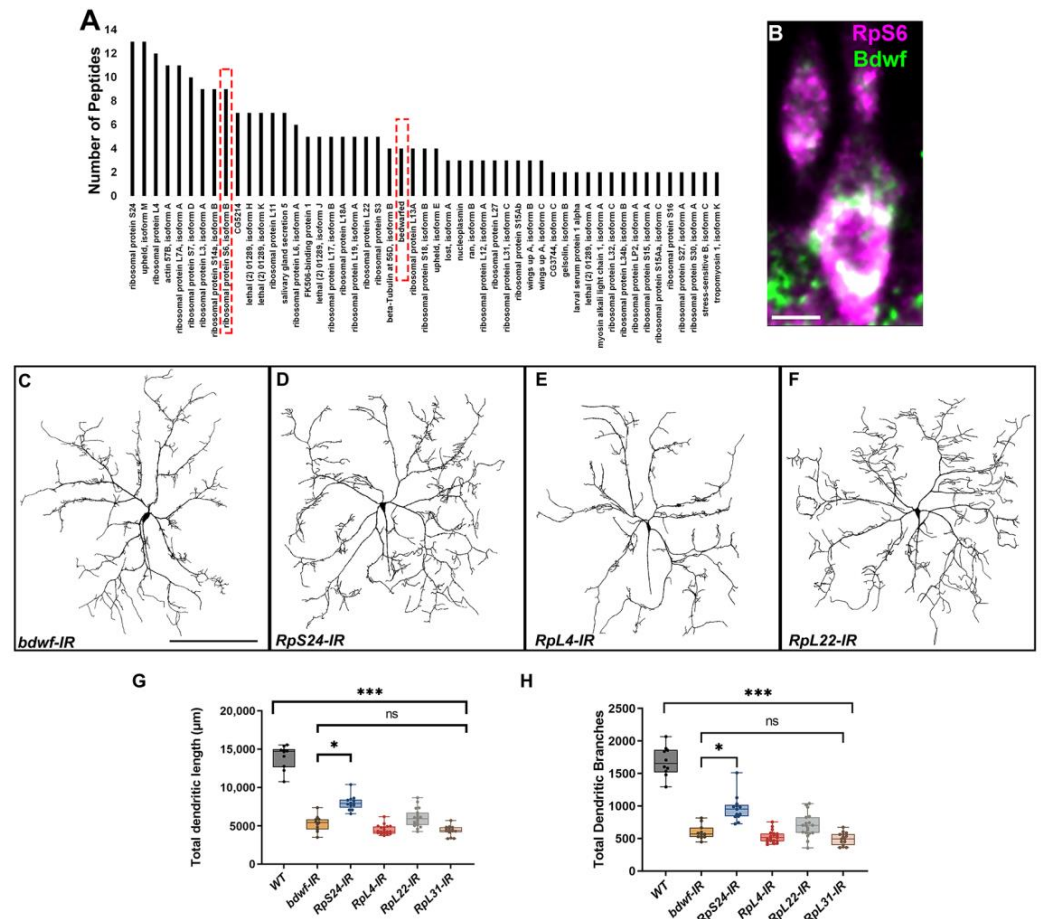 A
Number of Peptides
14
12
10
8
6
4
2
0
ribosomal protein S24
upheld, isoform M
ribosomal protein L4
actin 57B, isoform A
ribosomal protein L7A, isoform A
ribosomal protein S7, isoform D
ribosomal protein L3, isoform A
ribosomal protein S14a, isoform B
ribosomal protein S6, isoform B
CG5214
lethal (2) 01289, isoform H
lethal (2) 01289, isoform K
ribosomal protein L11
salivary gland secretion 5
ribosomal protein L6, isoform A
FK506-binding protein 1
lethal (2) 01289, isoform J
ribosomal protein L17, isoform B
ribosomal protein L18A
ribosomal protein L19, isoform A
ribosomal protein L22
ribosomal protein S3
beta-Tubulin at 56D, isoform B
bedwarfed
ribosomal protein L13A
ribosomal protein S18, isoform B
upheld, isoform E
lost, isoform A
nucleoplasmin
ran, isoform B
ribosomal protein L12, isoform A
ribosomal protein L27
ribosomal protein L31, isoform C
ribosomal protein S15Ab
wings up A, isoform B
wings up A, isoform C
CG3744, isoform C
gelsolin, isoform B
larval serum protein 1 alpha
lethal (2) 01289, isoform D
myosin alkali light chain 1, isoform A
ribosomal protein L32, isoform C
ribosomal protein L34b, isoform B
ribosomal protein LP2, isoform A
ribosomal protein S15, isoform A
ribosomal protein S15Aa, isoform C
ribosomal protein S16
ribosomal protein S27, isoform A
ribosomal protein S30, isoform A
stress-sensitive B, isoform C
tropomyosin 1, isoform K
B
RpS6
Bdwf
C
bdwf-IR
D
RpS24-IR
E
RpL4-IR
F
RpL22-IR
G
Total dendritic length (µm)
20,000
15,000
10,000
5000
0
***
ns
*
WT
bdwf-IR
RpS24-IR
RpL4-IR
RpL22-IR
RpL31-IR
H
Total Dendritic Branches
2500
2000
1500
1000
500
0
***
ns
*
WT
bdwf-IR
RpS24-IR
RpL4-IR
RpL22-IR
RpL31-IR